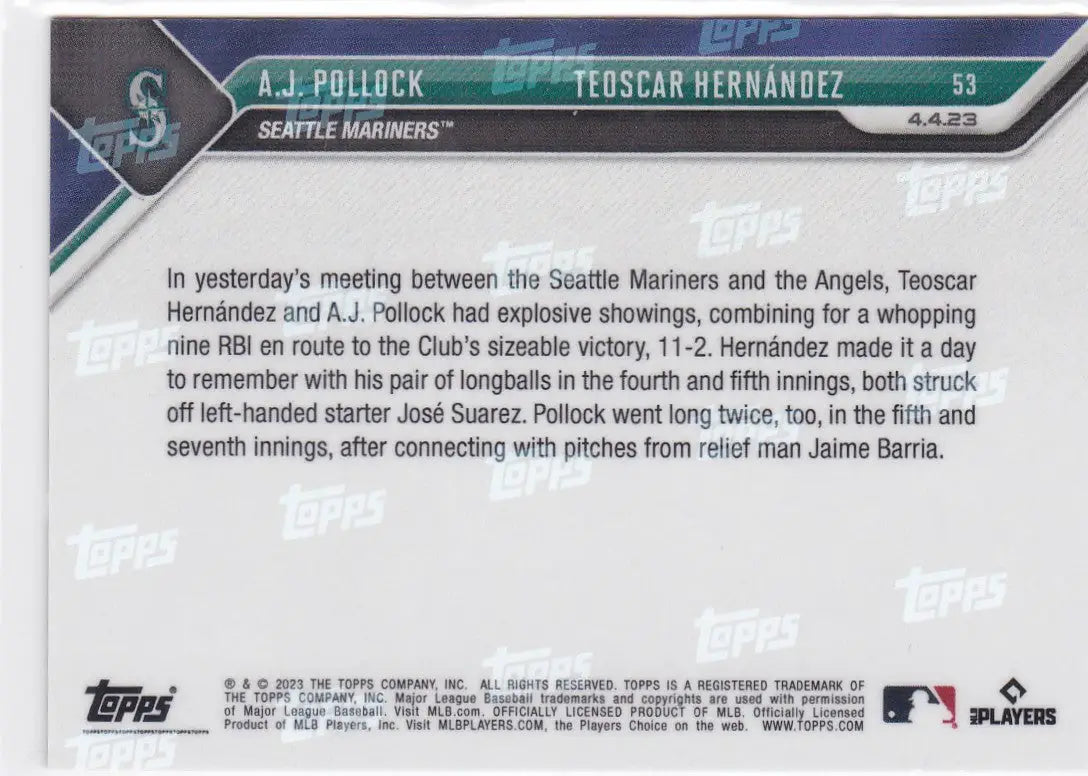 A.J. POLLOCK TEOSCAR HERNÁNDEZ 53
SEATTLE MARINERS™ 4.4.23
In yesterday's meeting between the Seattle Mariners and the Angels, Teoscar
Hernández and A.J. Pollock had explosive showings, combining for a whopping
nine RBI en route to the Club's sizeable victory, 11-2. Hernández made it a day
to remember with his pair of longballs in the fourth and fifth innings, both struck
off left-handed starter José Suarez. Pollock went long twice, too, in the fifth and
seventh innings, after connecting with pitches from relief man Jaime Barria.
Topps®
® & © 2023 THE TOPPS COMPANY, INC. ALL RIGHTS RESERVED. TOPPS IS A REGISTERED TRADEMARK OF
THE TOPPS COMPANY, INC. Major League Baseball trademarks and copyrights are used with permission
of Major League Baseball. Visit MLB.com. OFFICIALLY LICENSED PRODUCT OF MLB. Officially Licensed
Product of MLB Players, Inc. Visit MLBPLAYERS.COM, the Players Choice on the web. WWW.TOPPS.COM
MLB PLAYERS